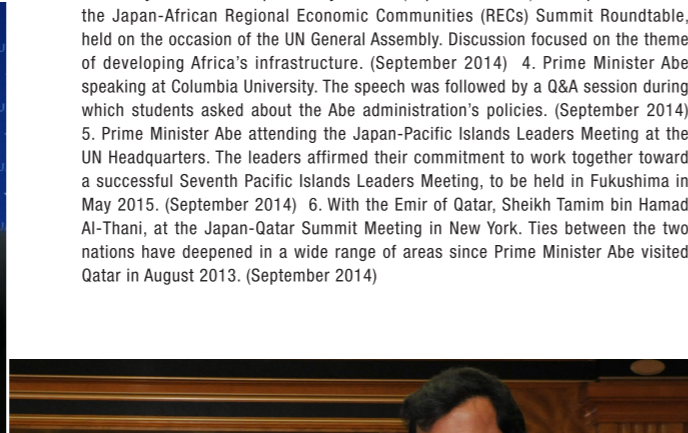 the Japan-African Regional Economic Communities (RECs) Summit Roundtable,
held on the occasion of the UN General Assembly. Discussion focused on the theme
of developing Africa’s infrastructure. (September 2014) 4. Prime Minister Abe
speaking at Columbia University. The speech was followed by a Q&A session during
which students asked about the Abe administration’s policies. (September 2014)
5. Prime Minister Abe attending the Japan-Pacific Islands Leaders Meeting at the
UN Headquarters. The leaders affirmed their commitment to work together toward
a successful Seventh Pacific Islands Leaders Meeting, to be held in Fukushima in
May 2015. (September 2014) 6. With the Emir of Qatar, Sheikh Tamim bin Hamad
Al-Thani, at the Japan-Qatar Summit Meeting in New York. Ties between the two
nations have deepened in a wide range of areas since Prime Minister Abe visited
Qatar in August 2013. (September 2014)